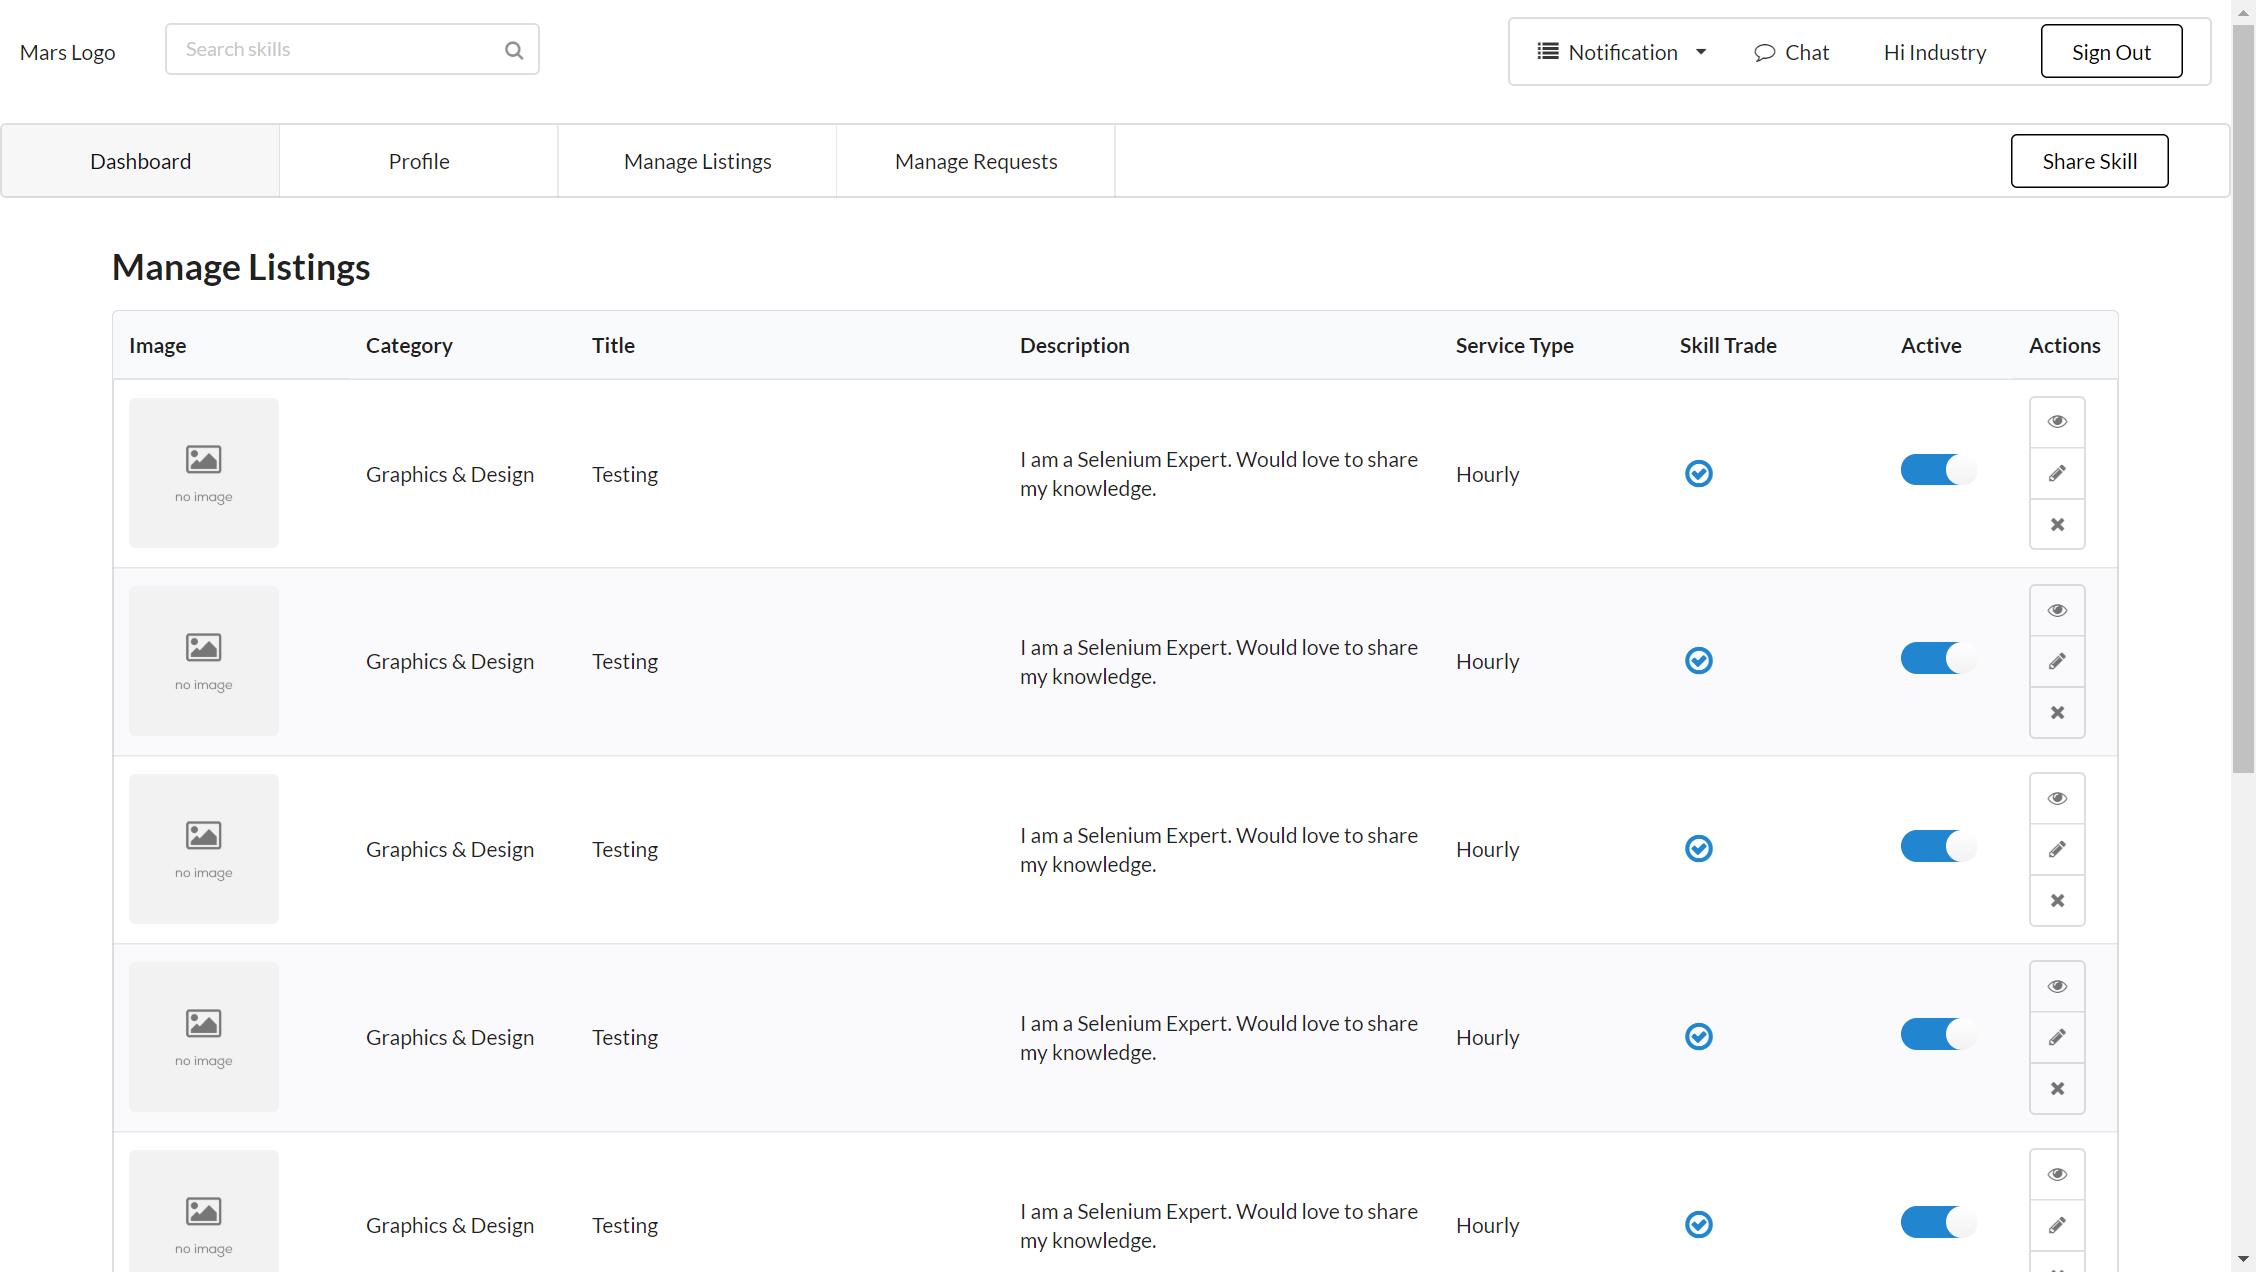 Mars Logo
Search skills
Notification
Chat
Hi Industry
Sign Out
Dashboard
Profile
Manage Listings
Manage Requests
Share Skill
Manage Listings
Image Category Title Description Service Type Skill Trade Active Actions
no image
Graphics & Design
Testing
I am a Selenium Expert. Would love to share
my knowledge.
Hourly
no image
Graphics & Design
Testing
I am a Selenium Expert. Would love to share
my knowledge.
Hourly
no image
Graphics & Design
Testing
I am a Selenium Expert. Would love to share
my knowledge.
Hourly
no image
Graphics & Design
Testing
I am a Selenium Expert. Would love to share
my knowledge.
Hourly
no image
Graphics & Design
Testing
I am a Selenium Expert. Would love to share
my knowledge.
Hourly